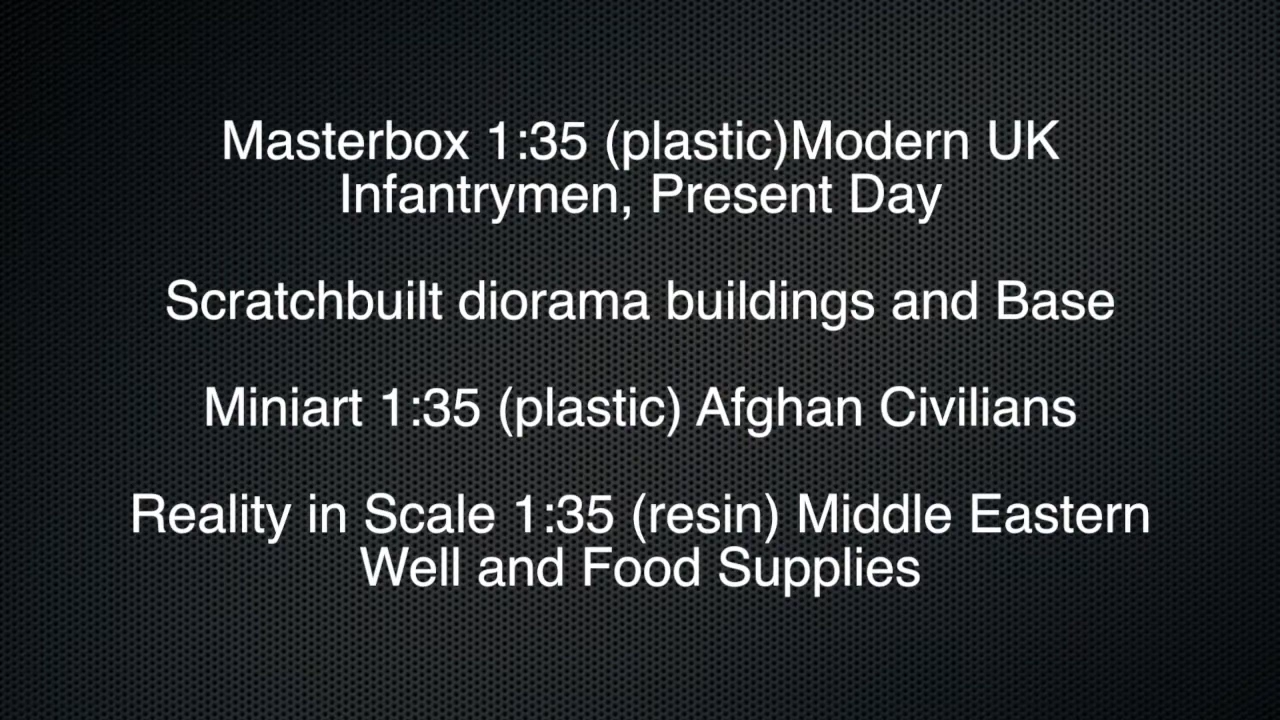 Masterbox 1:35 (plastic)Modern UK
Infantrymen, Present Day
Scratchbuilt diorama buildings and Base
Miniart 1:35 (plastic) Afghan Civilians
Reality in Scale 1:35 (resin) Middle Eastern
Well and Food Supplies